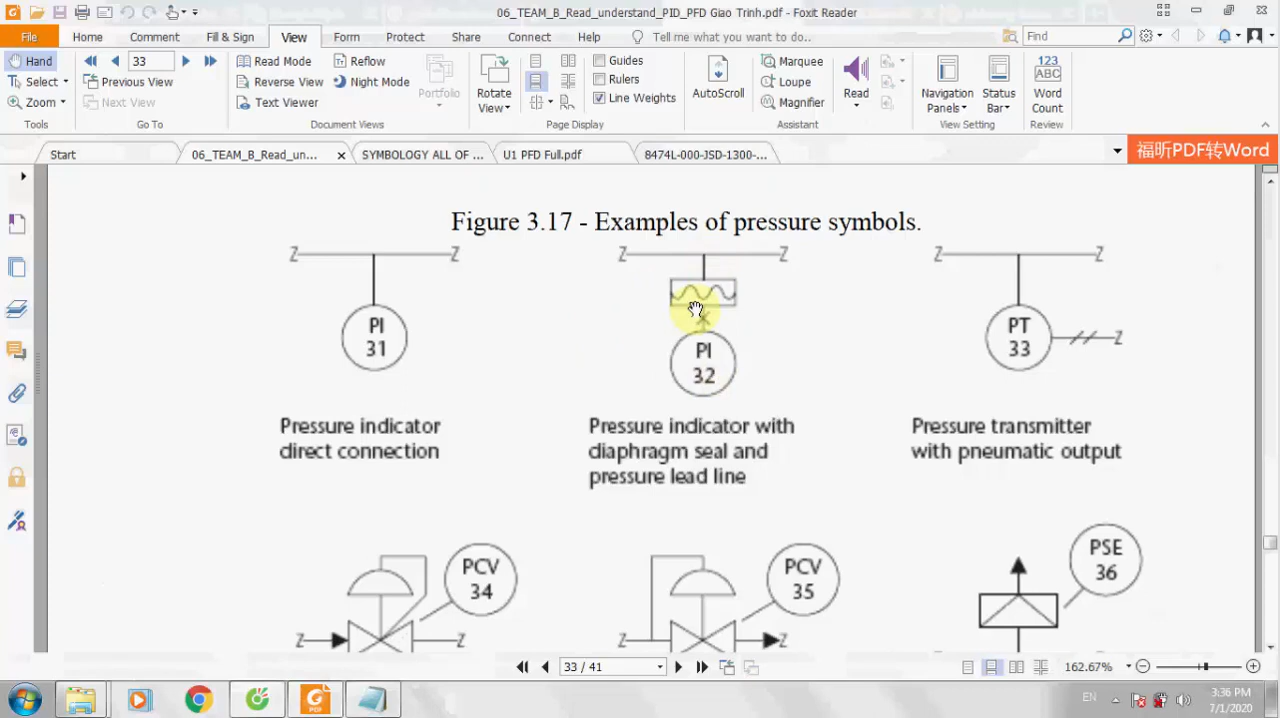 06_TEAM_B_Read_understand_PID_PFD Giao Trinh.pdf - Foxit Reader
File Home Comment Fill & Sign View Form Protect Share Connect Help Tell me what you want to do.. Find
Hand 33 Read Mode Reflow Guides Marquee
Select Previous View Reverse View Night Mode Rulers Loupe
Zoom Next View Text Viewer Portfolio Rotate View Line Weights AutoScroll Magnifier Read Navigation Panels Status Bar Word Count
Tools Go To Document Views Page Display Assistant View Setting Review
Start 06_TEAM_B_Read_un... SYMBOLOGY ALL OF ... U1 PFD Full.pdf 8474L-000-JSD-1300-... 福昕PDF转Word
Figure 3.17 - Examples of pressure symbols.
Z Z Z Z Z Z
PI
31
PI
32
PT
33
Z
Pressure indicator
direct connection
Pressure indicator with
diaphragm seal and
pressure lead line
Pressure transmitter
with pneumatic output
PCV
34
PCV
35
PSE
36
Z Z Z Z
33 / 41 162.67%
EN 3:36 PM
7/1/2020